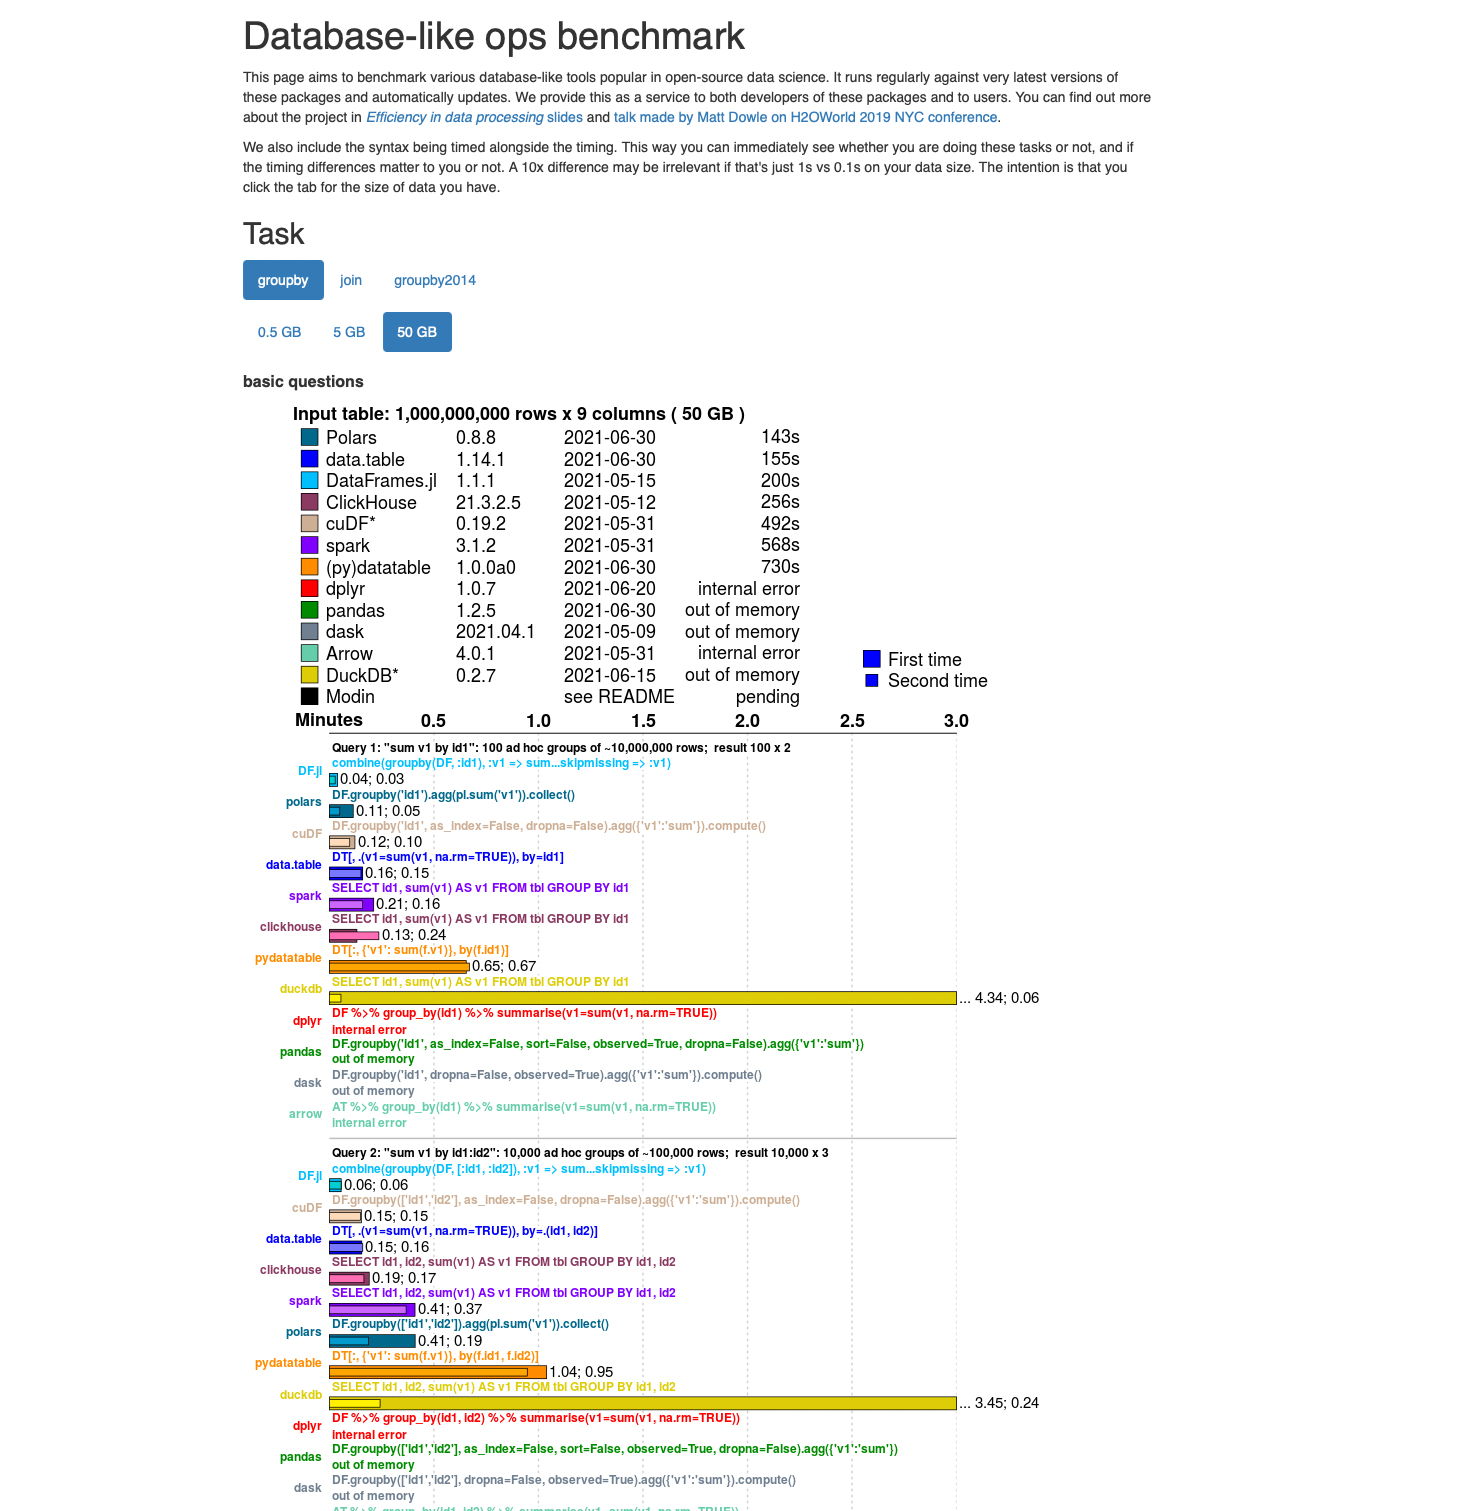 Database-like ops benchmark
This page aims to benchmark various database-like tools popular in open-source data science. It runs regularly against very latest versions of
these packages and automatically updates. We provide this as a service to both developers of these packages and to users. You can find out more
about the project in Efficiency in data processing slides and talk made by Matt Dowle on H2OWorld 2019 NYC conference.
We also include the syntax being timed alongside the timing. This way you can immediately see whether you are doing these tasks or not, and if
the timing differences matter to you or not. A 10x difference may be irrelevant if that's just 1s vs 0.1s on your data size. The intention is that you
click the tab for the size of data you have.
Task
groupby join groupby2014
0.5 GB 5 GB 50 GB
basic questions
Input table: 1,000,000,000 rows x 9 columns ( 50 GB )
Polars 0.8.8 2021-06-30 143s
data.table 1.14.1 2021-06-30 155s
DataFrames.jl 1.1.1 2021-05-15 200s
ClickHouse 21.3.2.5 2021-05-12 256s
cuDF* 0.19.2 2021-05-31 492s
spark 3.1.2 2021-05-31 568s
(py)datatable 1.0.0a0 2021-06-30 730s
dplyr 1.0.7 2021-06-20 internal error
pandas 1.2.5 2021-06-30 out of memory
dask 2021.04.1 2021-05-09 out of memory
Arrow 4.0.1 2021-05-31 internal error
First time
DuckDB* 0.2.7 2021-06-15 out of memory
Second time
Modin see README pending
Minutes 0.5 1.0 1.5 2.0 2.5 3.0
Query 1: "sum v1 by id1": 100 ad hoc groups of ~10,000,000 rows; result 100 x 2
combine(groupby(DF, :id1), :v1 => sum...skipmissing => :v1)
DF.jl 0.04; 0.03
DF.groupby('id1').agg(pl.sum('v1')).collect()
polars 0.11; 0.05
DF.groupby('id1', as_index=False, dropna=False).agg({'v1':'sum'}).compute()
cuDF 0.12; 0.10
DT[, .(v1=sum(v1, na.rm=TRUE)), by=id1]
data.table 0.16; 0.15
SELECT id1, sum(v1) AS v1 FROM tbl GROUP BY id1
spark 0.21; 0.16
SELECT id1, sum(v1) AS v1 FROM tbl GROUP BY id1
clickhouse 0.13; 0.24
DT[:, {'v1': sum(f.v1)}, by(f.id1)]
pydatatable 0.65; 0.67
SELECT id1, sum(v1) AS v1 FROM tbl GROUP BY id1
duckdb ... 4.34; 0.06
DF %>% group_by(id1) %>% summarise(v1=sum(v1, na.rm=TRUE))
dplyr internal error
DF.groupby('id1', as_index=False, sort=False, observed=True, dropna=False).agg({'v1':'sum'})
pandas out of memory
DF.groupby('id1', dropna=False, observed=True).agg({'v1':'sum'}).compute()
dask out of memory
AT %>% group_by(id1) %>% summarise(v1=sum(v1, na.rm=TRUE))
arrow internal error
Query 2: "sum v1 by id1:id2": 10,000 ad hoc groups of ~100,000 rows; result 10,000 x 3
combine(groupby(DF, [:id1, :id2]), :v1 => sum...skipmissing => :v1)
DF.jl 0.06; 0.06
DF.groupby(['id1','id2'], as_index=False, dropna=False).agg({'v1':'sum'}).compute()
cuDF 0.15; 0.15
DT[, .(v1=sum(v1, na.rm=TRUE)), by=.(id1, id2)]
data.table 0.15; 0.16
SELECT id1, id2, sum(v1) AS v1 FROM tbl GROUP BY id1, id2
clickhouse 0.19; 0.17
SELECT id1, id2, sum(v1) AS v1 FROM tbl GROUP BY id1, id2
spark 0.41; 0.37
DF.groupby(['id1','id2']).agg(pl.sum('v1')).collect()
polars 0.41; 0.19
DT[:, {'v1': sum(f.v1)}, by(f.id1, f.id2)]
pydatatable 1.04; 0.95
SELECT id1, id2, sum(v1) AS v1 FROM tbl GROUP BY id1, id2
duckdb ... 3.45; 0.24
DF %>% group_by(id1, id2) %>% summarise(v1=sum(v1, na.rm=TRUE))
dplyr internal error
DF.groupby(['id1','id2'], as_index=False, sort=False, observed=True, dropna=False).agg({'v1':'sum'})
pandas out of memory
DF.groupby(['id1','id2'], dropna=False, observed=True).agg({'v1':'sum'}).compute()
dask out of memory